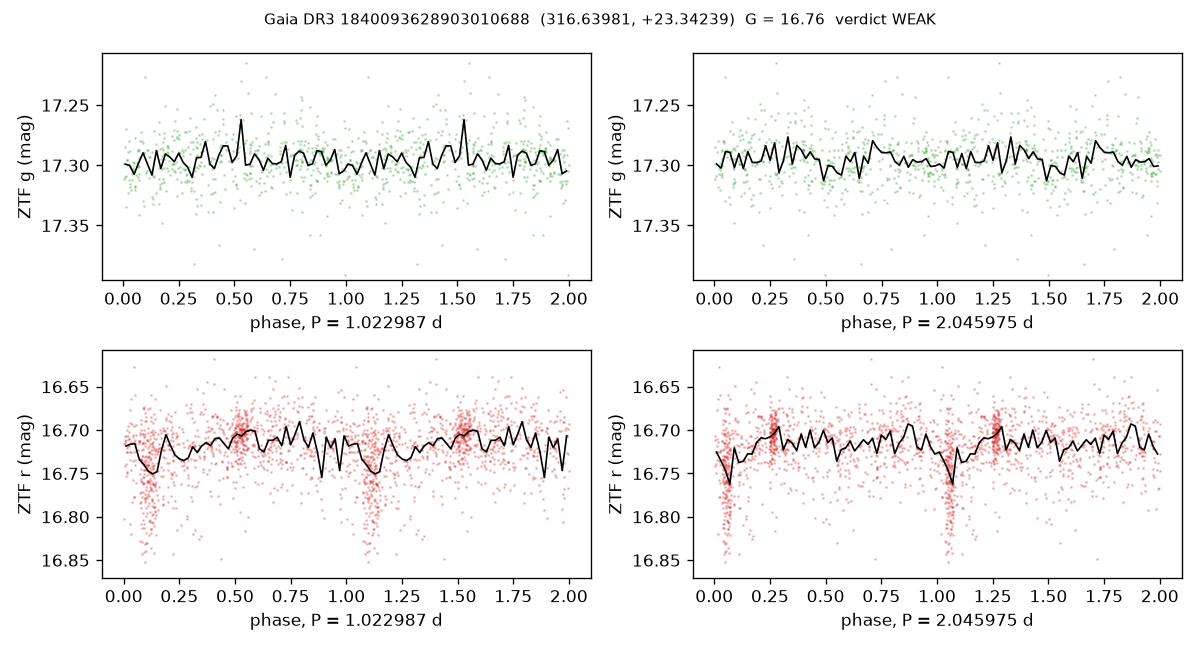 Gaia DR3 1840093628903010688  (316.63981, +23.34239)  G = 16.76  verdict WEAK
ZTF g (mag)
17.25
17.30
17.35
0.00 0.25 0.50 0.75 1.00 1.25 1.50 1.75 2.00
phase, P = 1.022987 d
ZTF g (mag)
17.25
17.30
17.35
0.00 0.25 0.50 0.75 1.00 1.25 1.50 1.75 2.00
phase, P = 2.045975 d
ZTF r (mag)
16.65
16.70
16.75
16.80
16.85
0.00 0.25 0.50 0.75 1.00 1.25 1.50 1.75 2.00
phase, P = 1.022987 d
ZTF r (mag)
16.65
16.70
16.75
16.80
16.85
0.00 0.25 0.50 0.75 1.00 1.25 1.50 1.75 2.00
phase, P = 2.045975 d